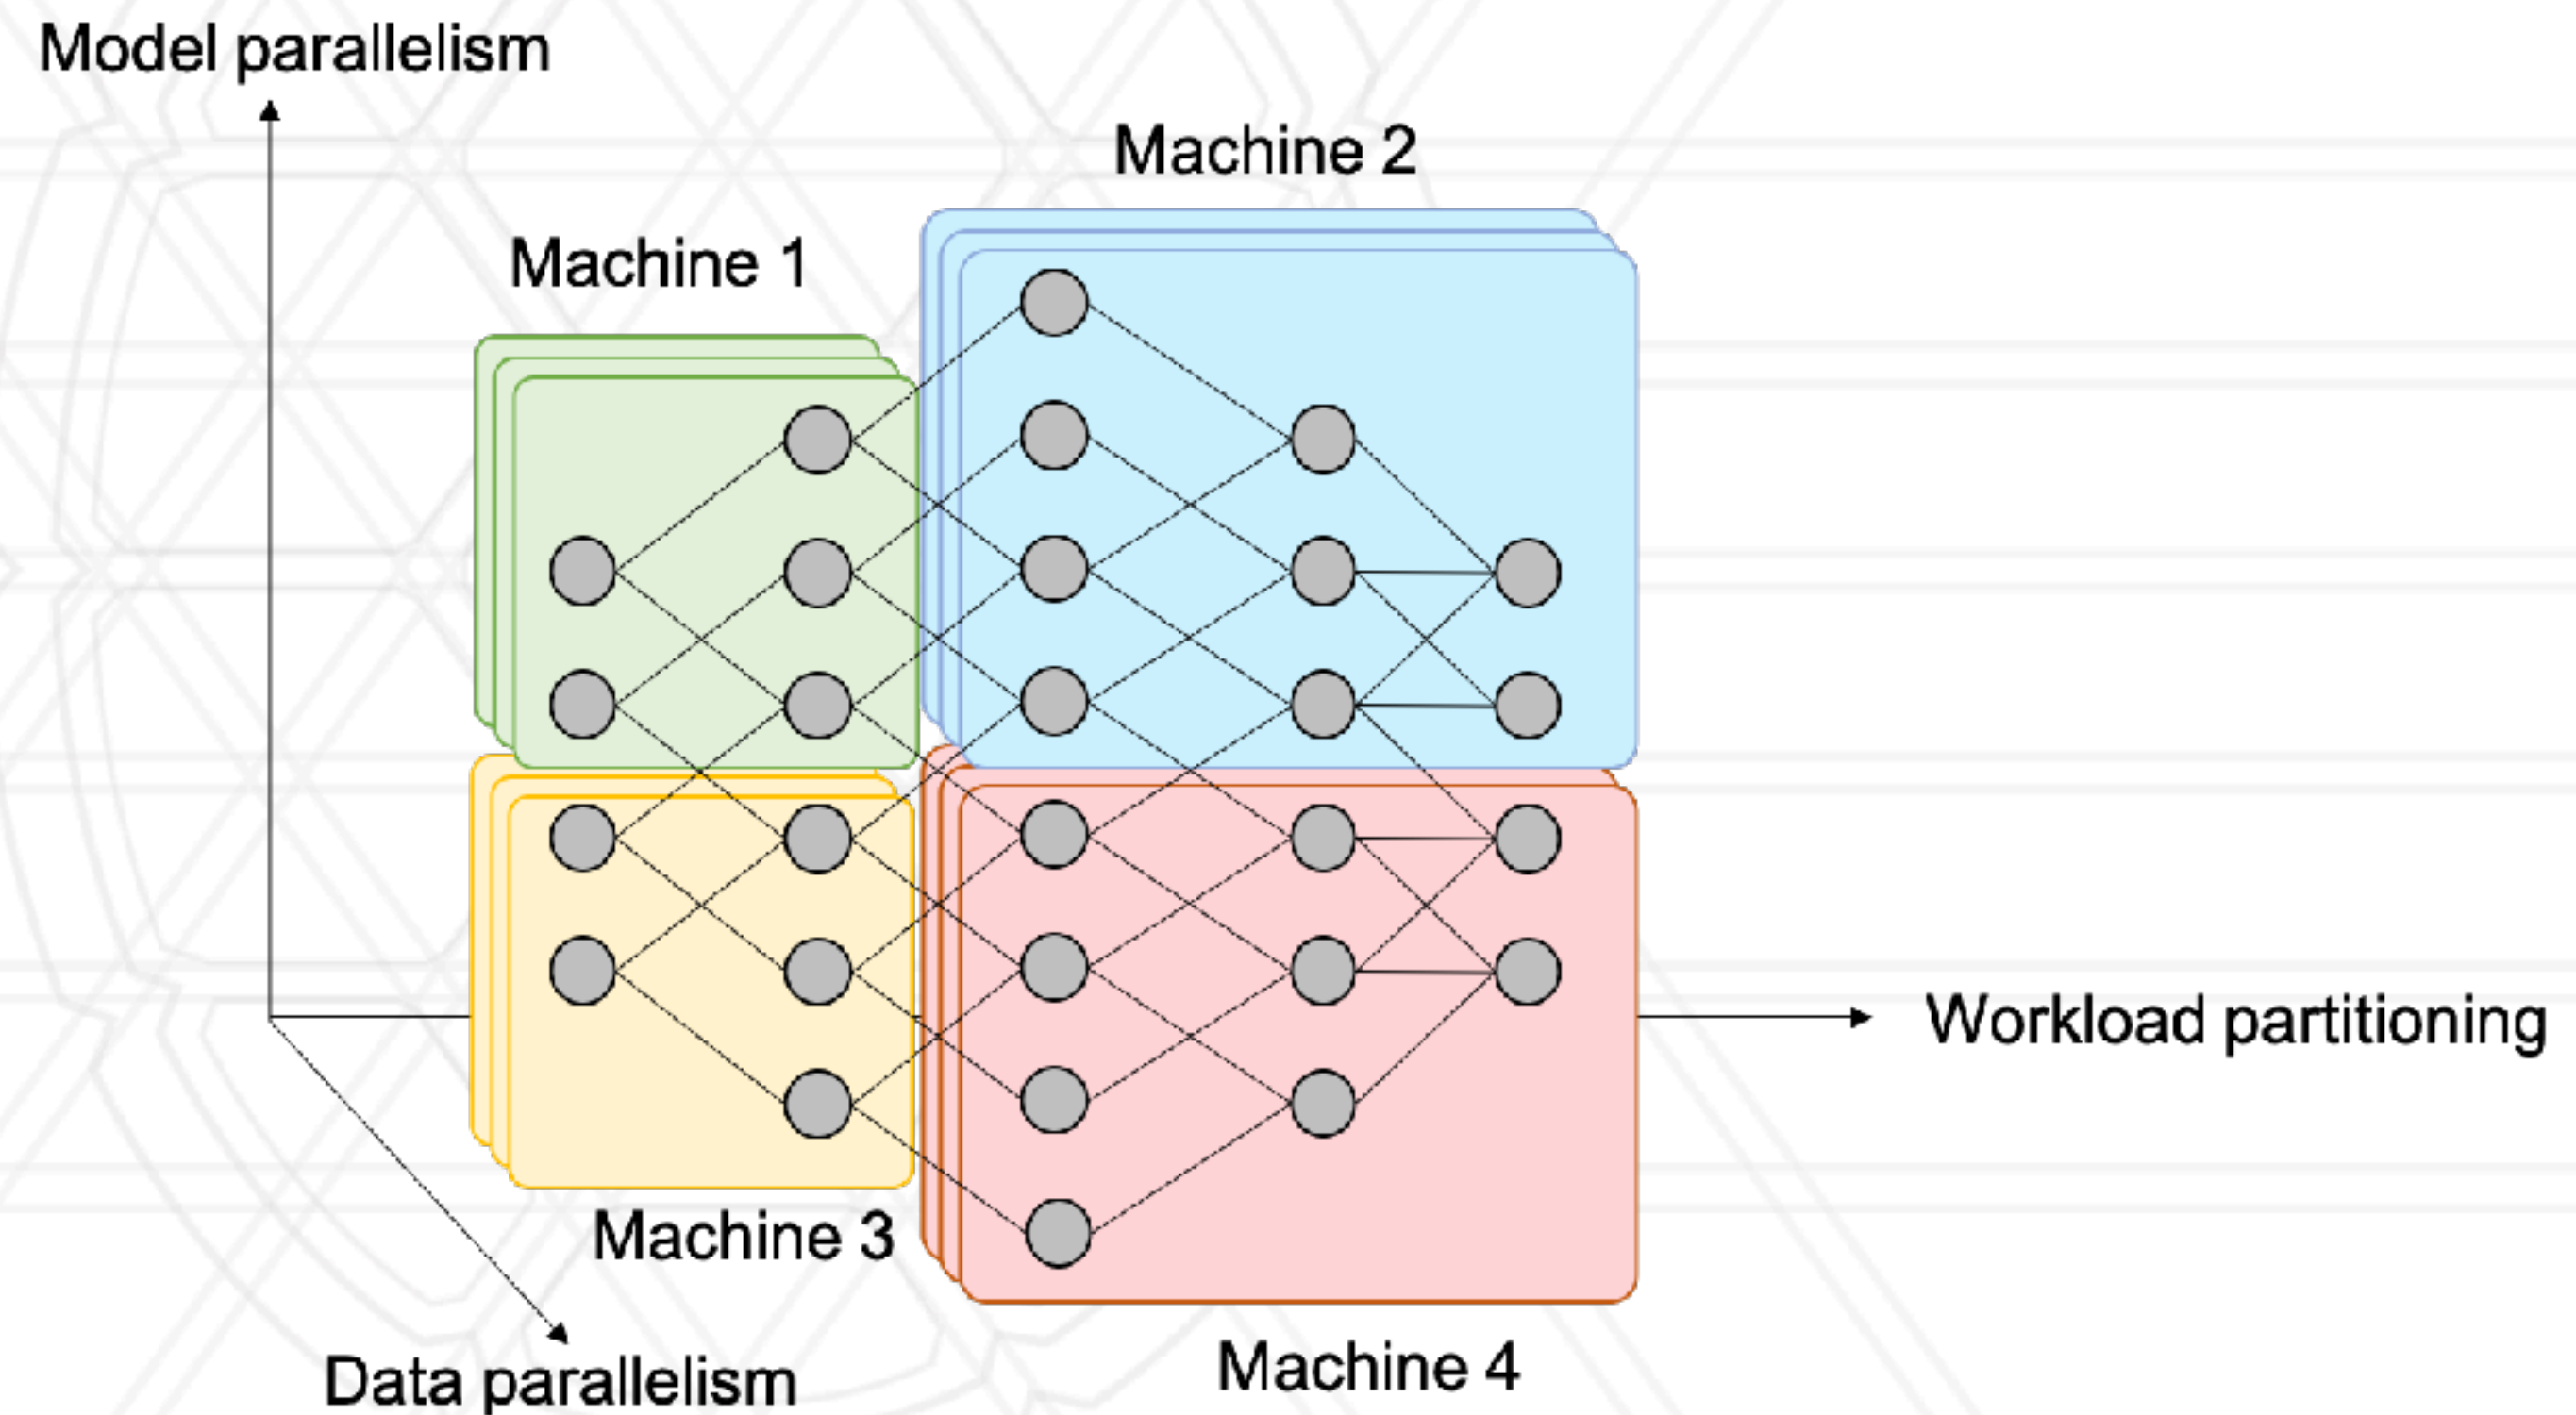 Model parallelism
Machine 2
Machine 1
Workload partitioning
Machine 3
Machine 4
Data parallelism